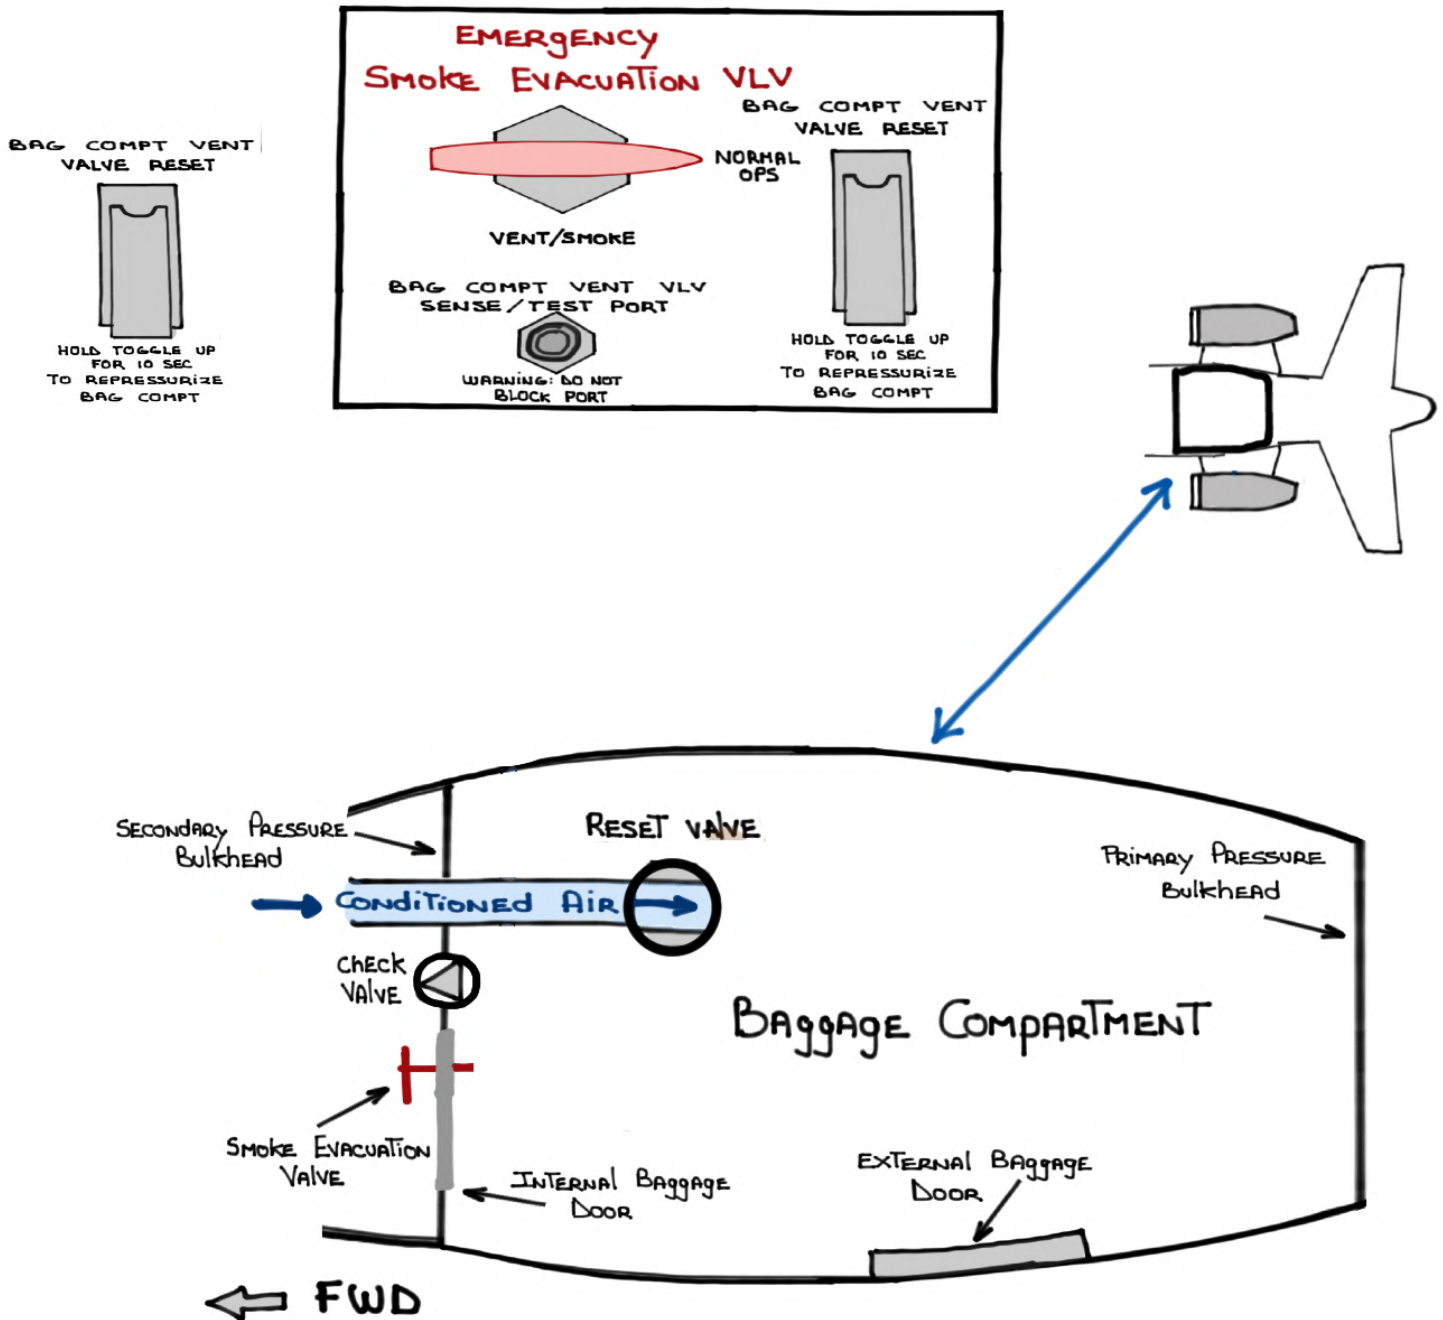 EMERGENCY
SMOKE EVACUATION VLV
BAG COMPT VENT
VALVE RESET
NORMAL
OPS
VENT/SMOKE
BAG COMPT VENT VLV
SENSE/TEST PORT
WARNING: DO NOT
BLOCK PORT
HOLD TOGGLE UP
FOR 10 SEC
TO REPRESSURIZE
BAG COMPT
BAG COMPT VENT
VALVE RESET
HOLD TOGGLE UP
FOR 10 SEC
TO REPRESSURIZE
BAG COMPT
SECONDARY PRESSURE
BulkhEAD
RESET VALVE
PRIMARY PRESSURE
BulkhEAD
CONDITIONED AIR
ChECK
VALVE
BAGGAGE COMPARTMENT
SMOKE EVACUATION
VALVE
INTERNAL BAGGAGE
DOOR
EXTERNAL BAGGAGE
DOOR
FWD